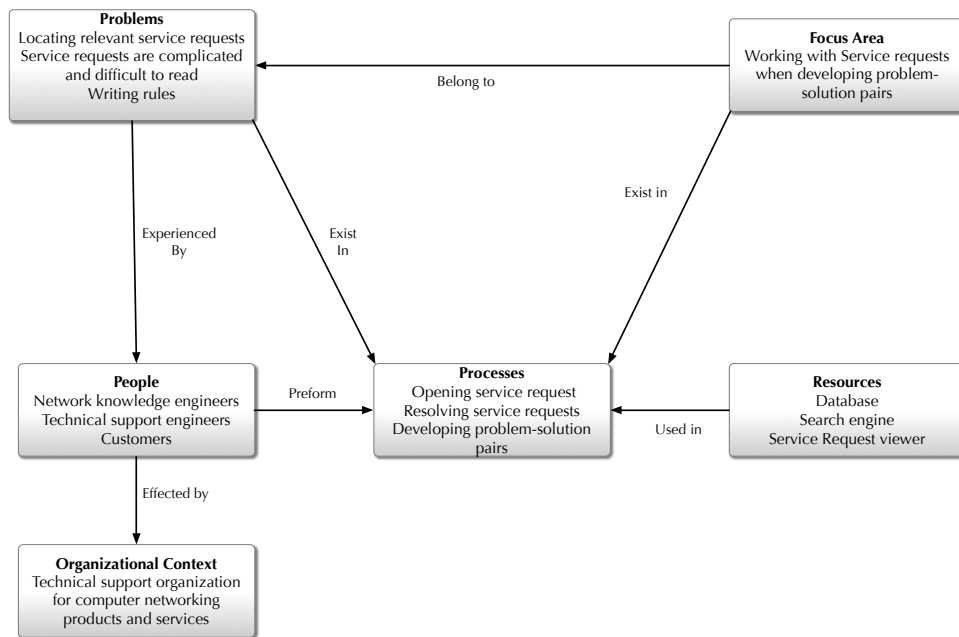 Problems
Locating relevant service requests
Service requests are complicated
and difficult to read
Writing rules
Focus Area
Working with Service requests
when developing problem-
solution pairs
Belong to
Exist in
Experienced
By
Exist
In
People
Network knowledge engineers
Technical support engineers
Customers
Preform
Processes
Opening service request
Resolving service requests
Developing problem-solution
pairs
Used in
Resources
Database
Search engine
Service Request viewer
Effected by
Organizational Context
Technical support organization
for computer networking
products and services